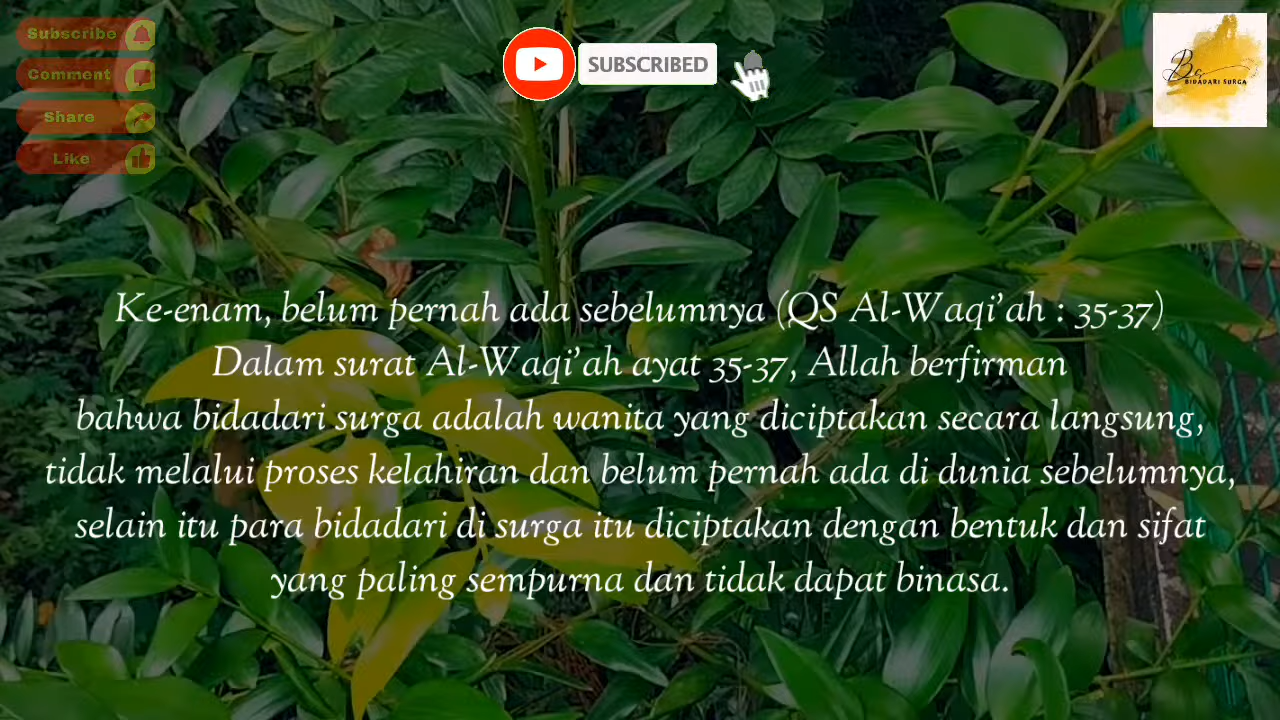 Subscribe
Comment
Share
Like
SUBSCRIBED
Bs
BIDADARI SURGA
Ke-enam, belum pernah ada sebelumnya (QS Al-Waqi'ah : 35-37)
Dalam surat Al-Waqi'ah ayat 35-37, Allah berfirman
bahwa bidadari surga adalah wanita yang diciptakan secara langsung,
tidak melalui proses kelahiran dan belum pernah ada di dunia sebelumnya,
selain itu para bidadari di surga itu diciptakan dengan bentuk dan sifat
yang paling sempurna dan tidak dapat binasa.